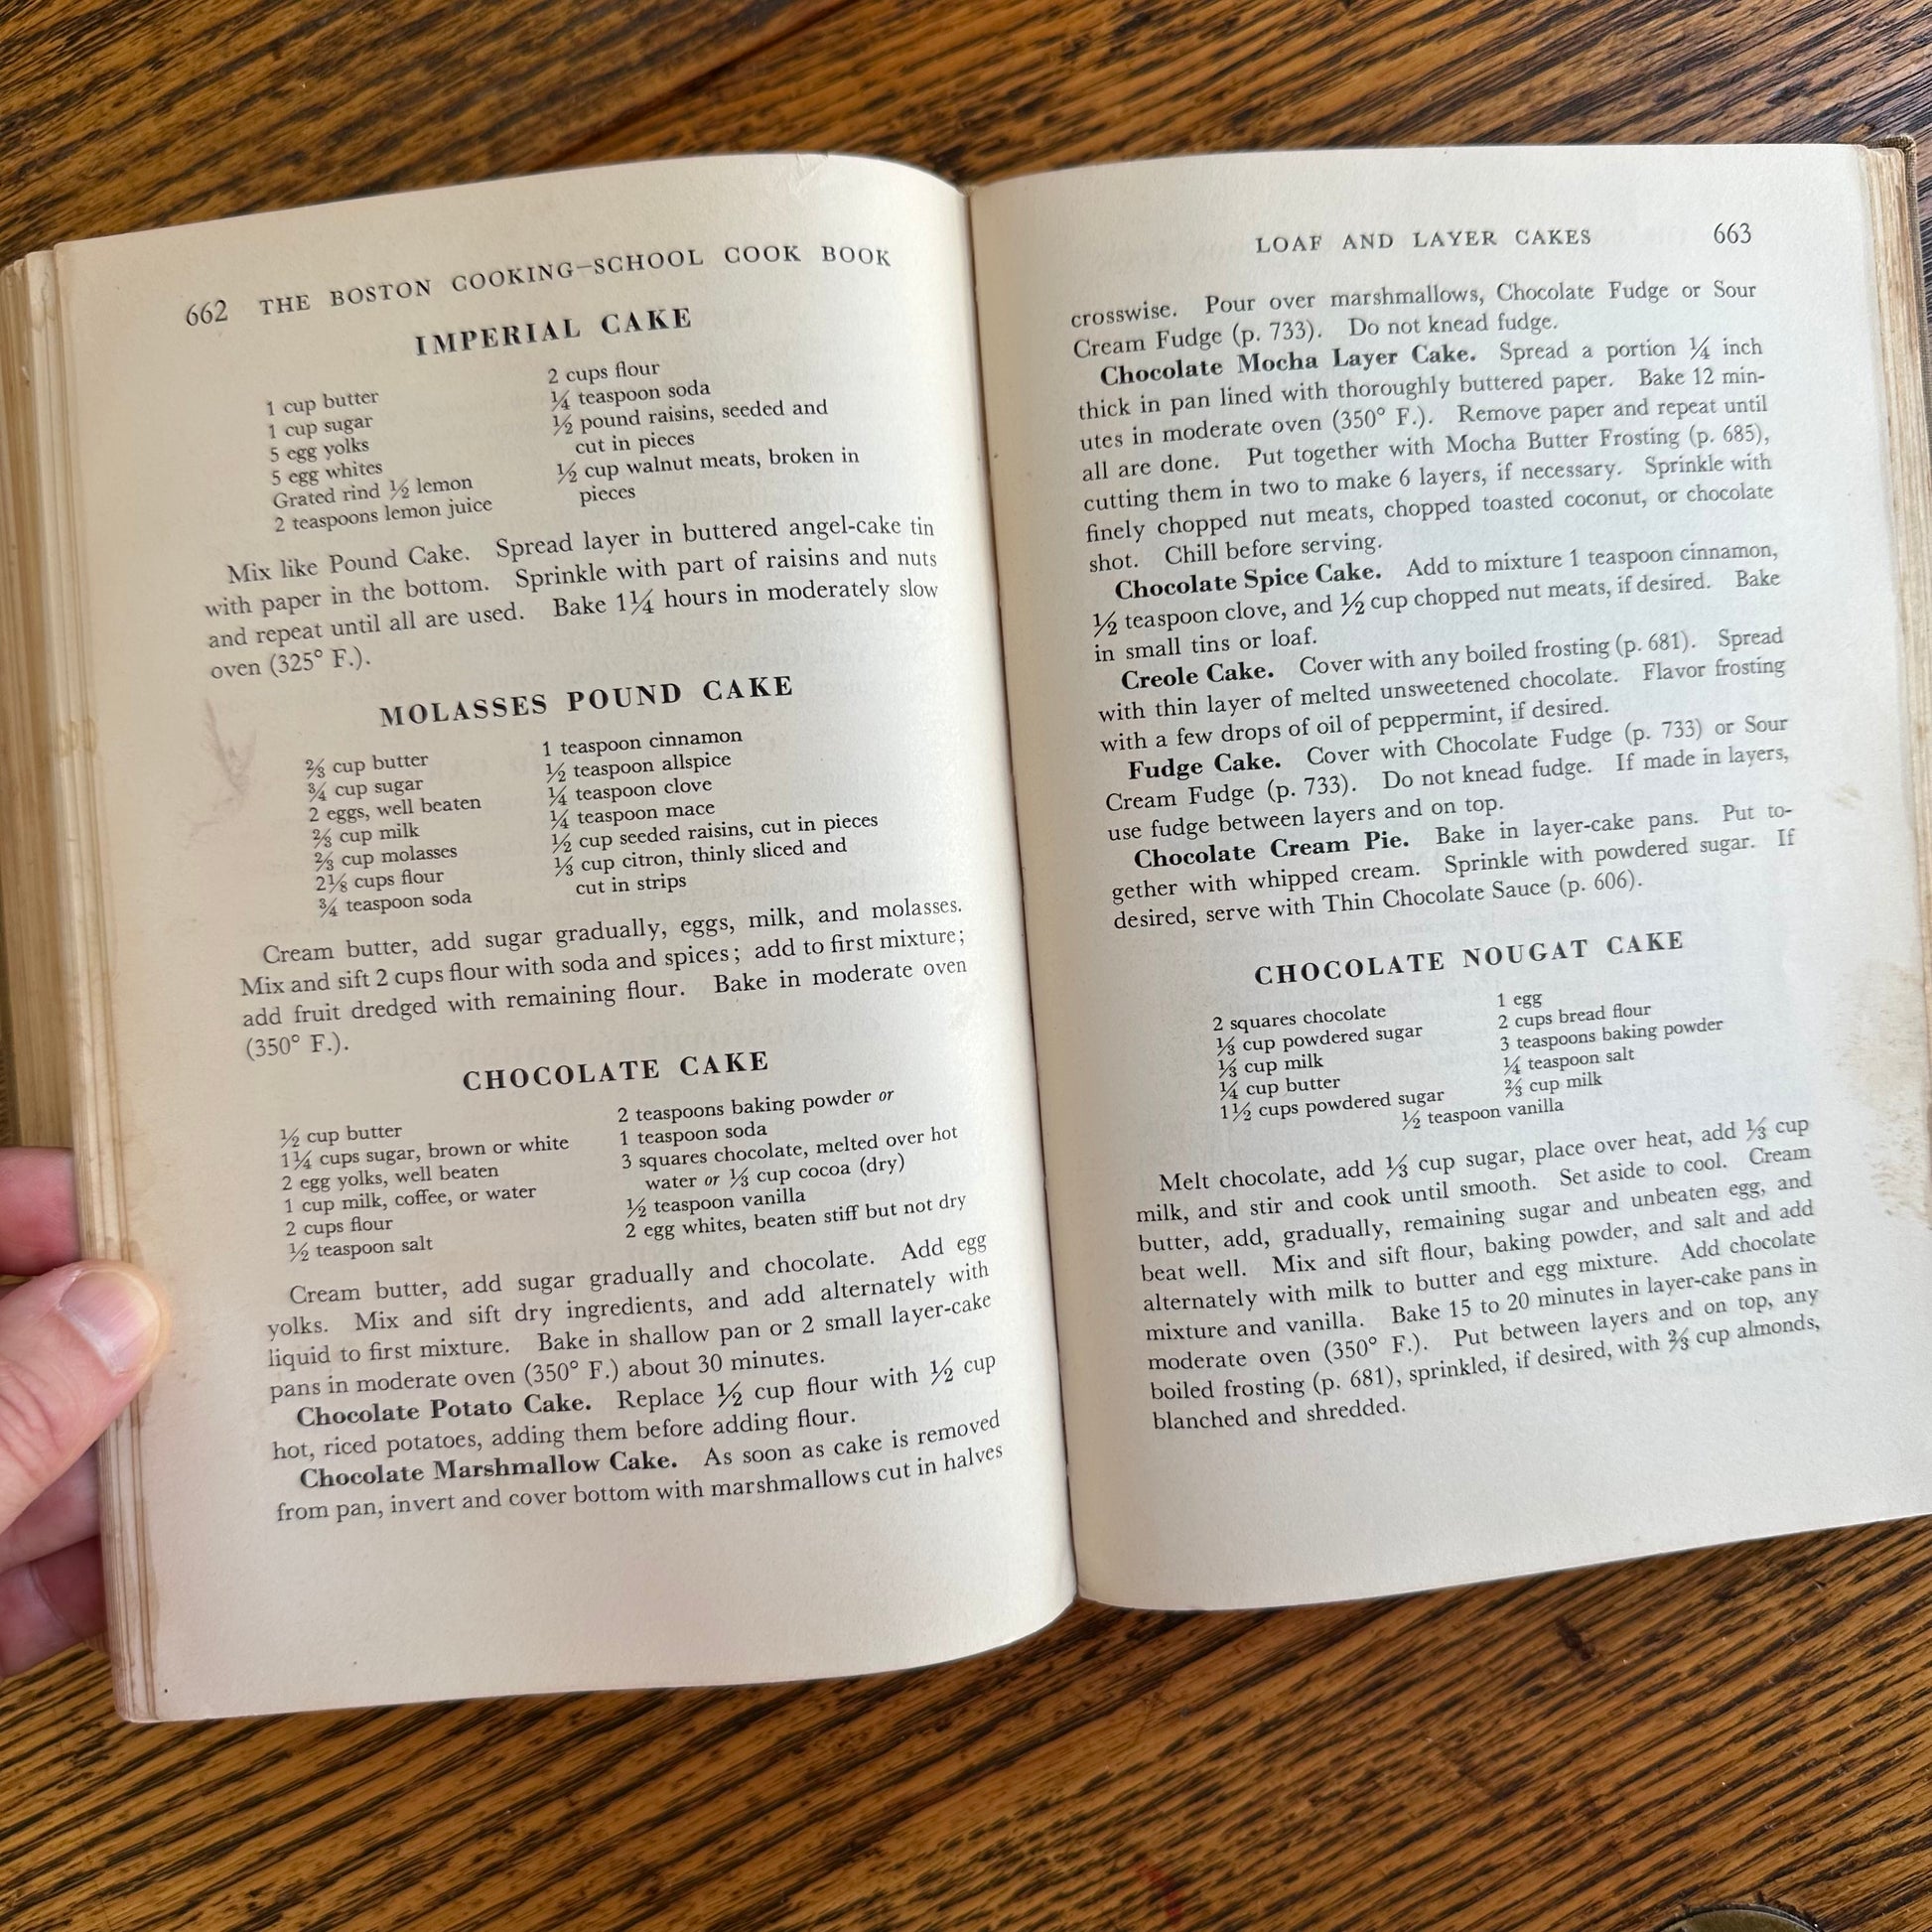 662 THE BOSTON COOKING–SCHOOL COOK BOOK
IMPERIAL CAKE
1 cup butter
1 cup sugar
5 egg yolks
5 egg whites
Grated rind ½ lemon
2 teaspoons lemon juice
2 cups flour
¼ teaspoon soda
½ pound raisins, seeded and
cut in pieces
½ cup walnut meats, broken in
pieces
Mix like Pound Cake. Spread layer in buttered angel-cake tin
with paper in the bottom. Sprinkle with part of raisins and nuts
and repeat until all are used. Bake 1¼ hours in moderately slow
oven (325° F.).
MOLASSES POUND CAKE
⅔ cup butter
¾ cup sugar
2 eggs, well beaten
⅔ cup milk
⅔ cup molasses
2⅛ cups flour
¾ teaspoon soda
1 teaspoon cinnamon
½ teaspoon allspice
¼ teaspoon clove
¼ teaspoon mace
½ cup seeded raisins, cut in pieces
⅓ cup citron, thinly sliced and
cut in strips
Cream butter, add sugar gradually, eggs, milk, and molasses.
Mix and sift 2 cups flour with soda and spices; add to first mixture;
add fruit dredged with remaining flour. Bake in moderate oven
(350° F.).
CHOCOLATE CAKE
½ cup butter
1¼ cups sugar, brown or white
2 egg yolks, well beaten
1 cup milk, coffee, or water
2 cups flour
½ teaspoon salt
2 teaspoons baking powder or
1 teaspoon soda
3 squares chocolate, melted over hot
water or ⅓ cup cocoa (dry)
½ teaspoon vanilla
2 egg whites, beaten stiff but not dry
Cream butter, add sugar gradually and chocolate. Add egg
yolks. Mix and sift dry ingredients, and add alternately with
liquid to first mixture. Bake in shallow pan or 2 small layer-cake
pans in moderate oven (350° F.) about 30 minutes.
Chocolate Potato Cake. Replace ½ cup flour with ½ cup
hot, riced potatoes, adding them before adding flour.
Chocolate Marshmallow Cake. As soon as cake is removed
from pan, invert and cover bottom with marshmallows cut in halves
LOAF AND LAYER CAKES 663
crosswise. Pour over marshmallows, Chocolate Fudge or Sour
Cream Fudge (p. 733). Do not knead fudge.
Chocolate Mocha Layer Cake. Spread a portion ¼ inch
thick in pan lined with thoroughly buttered paper. Bake 12 min-
utes in moderate oven (350° F.). Remove paper and repeat until
all are done. Put together with Mocha Butter Frosting (p. 685),
cutting them in two to make 6 layers, if necessary. Sprinkle with
finely chopped nut meats, chopped toasted coconut, or chocolate
shot. Chill before serving.
Chocolate Spice Cake. Add to mixture 1 teaspoon cinnamon,
½ teaspoon clove, and ½ cup chopped nut meats, if desired. Bake
in small tins or loaf.
Creole Cake. Cover with any boiled frosting (p. 681). Spread
with thin layer of melted unsweetened chocolate. Flavor frosting
with a few drops of oil of peppermint, if desired.
Fudge Cake. Cover with Chocolate Fudge (p. 733) or Sour
Cream Fudge (p. 733). Do not knead fudge. If made in layers,
use fudge between layers and on top.
Chocolate Cream Pie. Bake in layer-cake pans. Put to-
gether with whipped cream. Sprinkle with powdered sugar. If
desired, serve with Thin Chocolate Sauce (p. 606).
CHOCOLATE NOUGAT CAKE
2 squares chocolate
⅓ cup powdered sugar
⅓ cup milk
¼ cup butter
1½ cups powdered sugar
1 egg
2 cups bread flour
3 teaspoons baking powder
¼ teaspoon salt
⅔ cup milk
½ teaspoon vanilla
Melt chocolate, add ⅓ cup sugar, place over heat, add ⅓ cup
milk, and stir and cook until smooth. Set aside to cool. Cream
butter, add, gradually, remaining sugar and unbeaten egg, and
beat well. Mix and sift flour, baking powder, and salt and add
alternately with milk to butter and egg mixture. Add chocolate
mixture and vanilla. Bake 15 to 20 minutes in layer-cake pans in
moderate oven (350° F.). Put between layers and on top, any
boiled frosting (p. 681), sprinkled, if desired, with ⅔ cup almonds,
blanched and shredded.